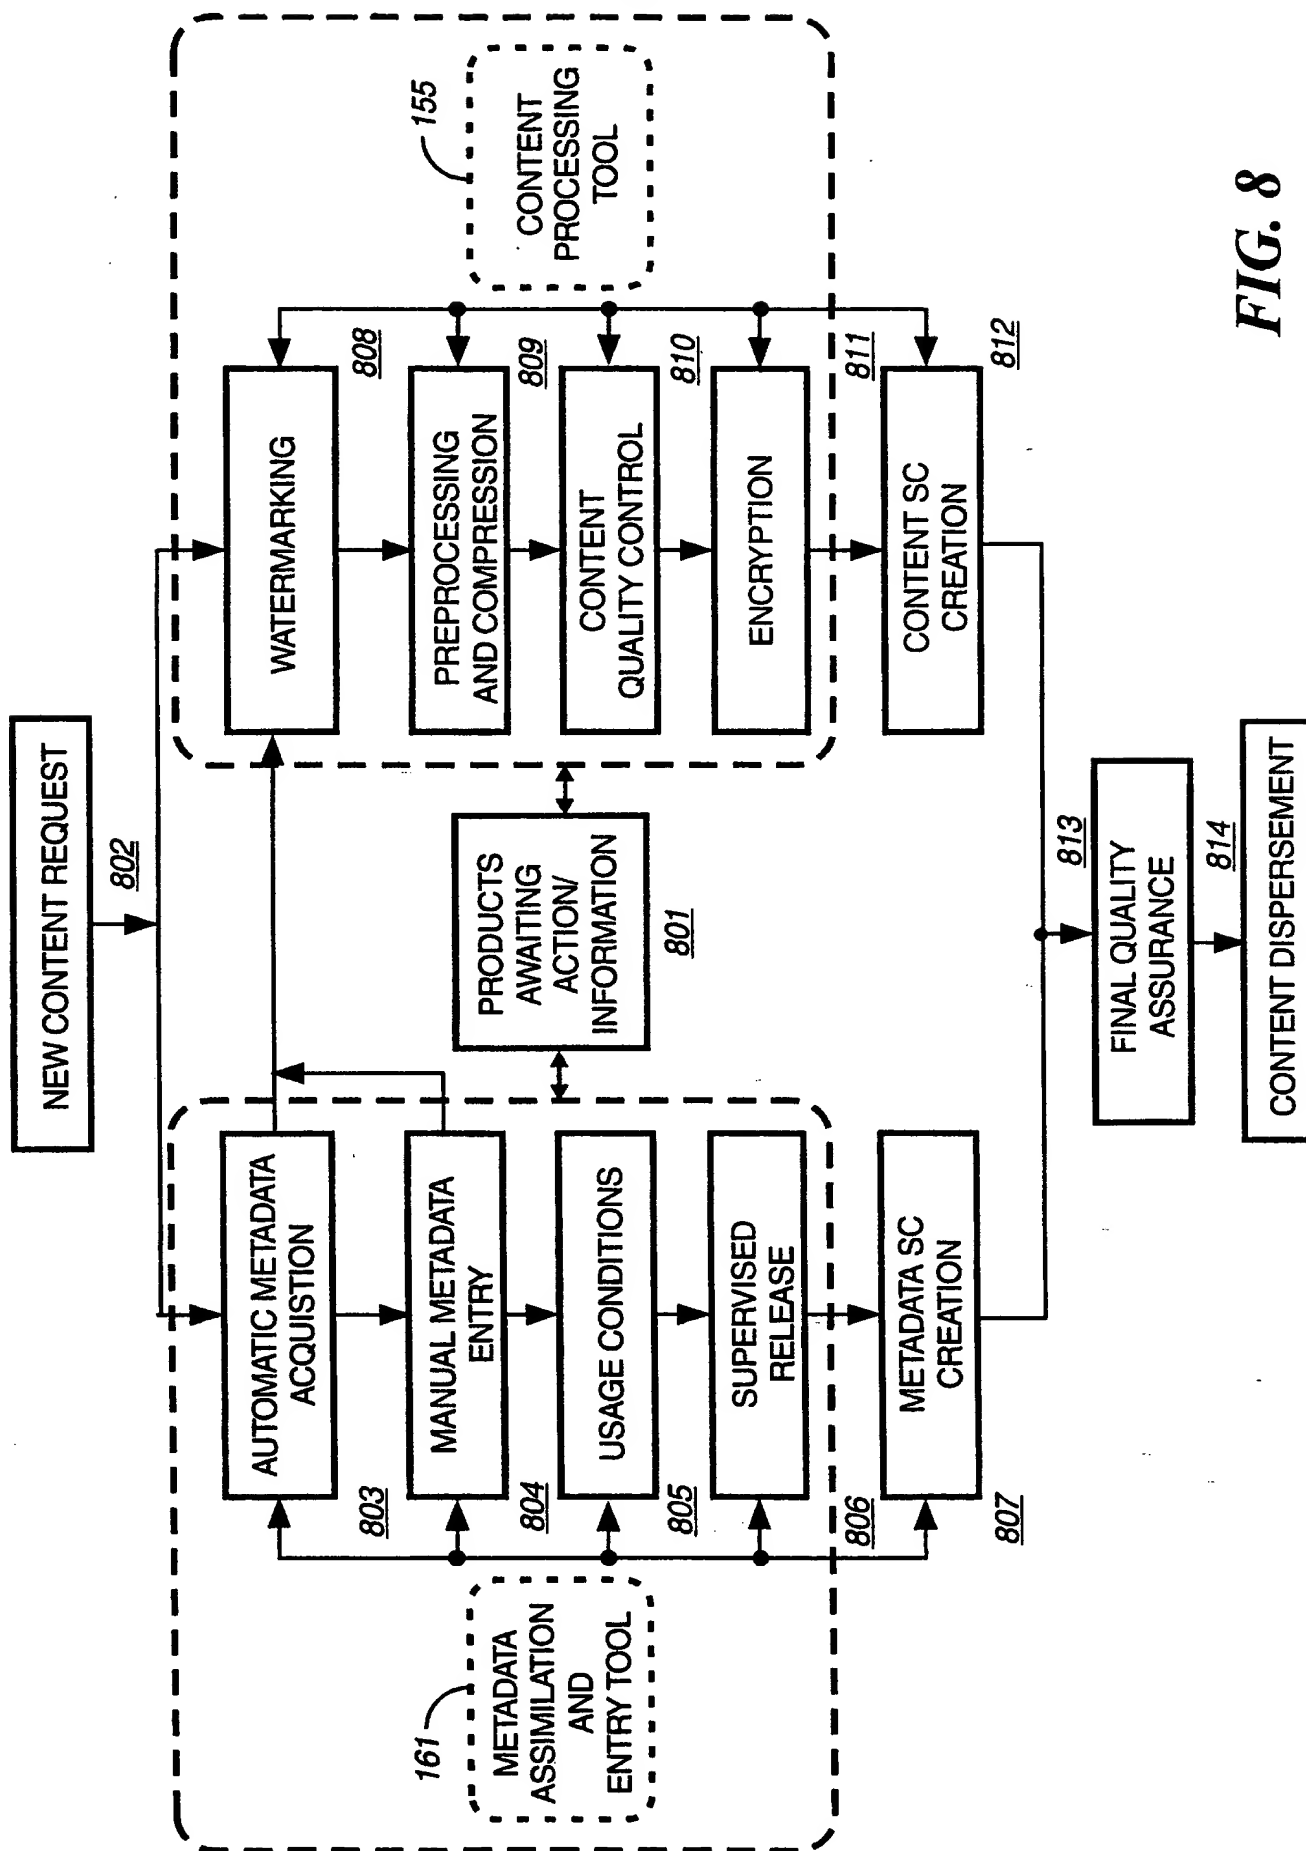 NEW CONTENT REQUEST
802
AUTOMATIC METADATA
ACQUISTION
803
MANUAL METADATA
ENTRY
804
USAGE CONDITIONS
805
SUPERVISED
RELEASE
806
METADATA SC
CREATION
807
161
METADATA
ASSIMILATION
AND
ENTRY TOOL
PRODUCTS
AWAITING
ACTION/
INFORMATION
801
WATERMARKING
808
PREPROCESSING
AND COMPRESSION
809
CONTENT
QUALITY CONTROL
810
ENCRYPTION
811
CONTENT SC
CREATION
812
155
CONTENT
PROCESSING
TOOL
813
FINAL QUALITY
ASSURANCE
814
CONTENT DISPERSEMENT
FIG. 8